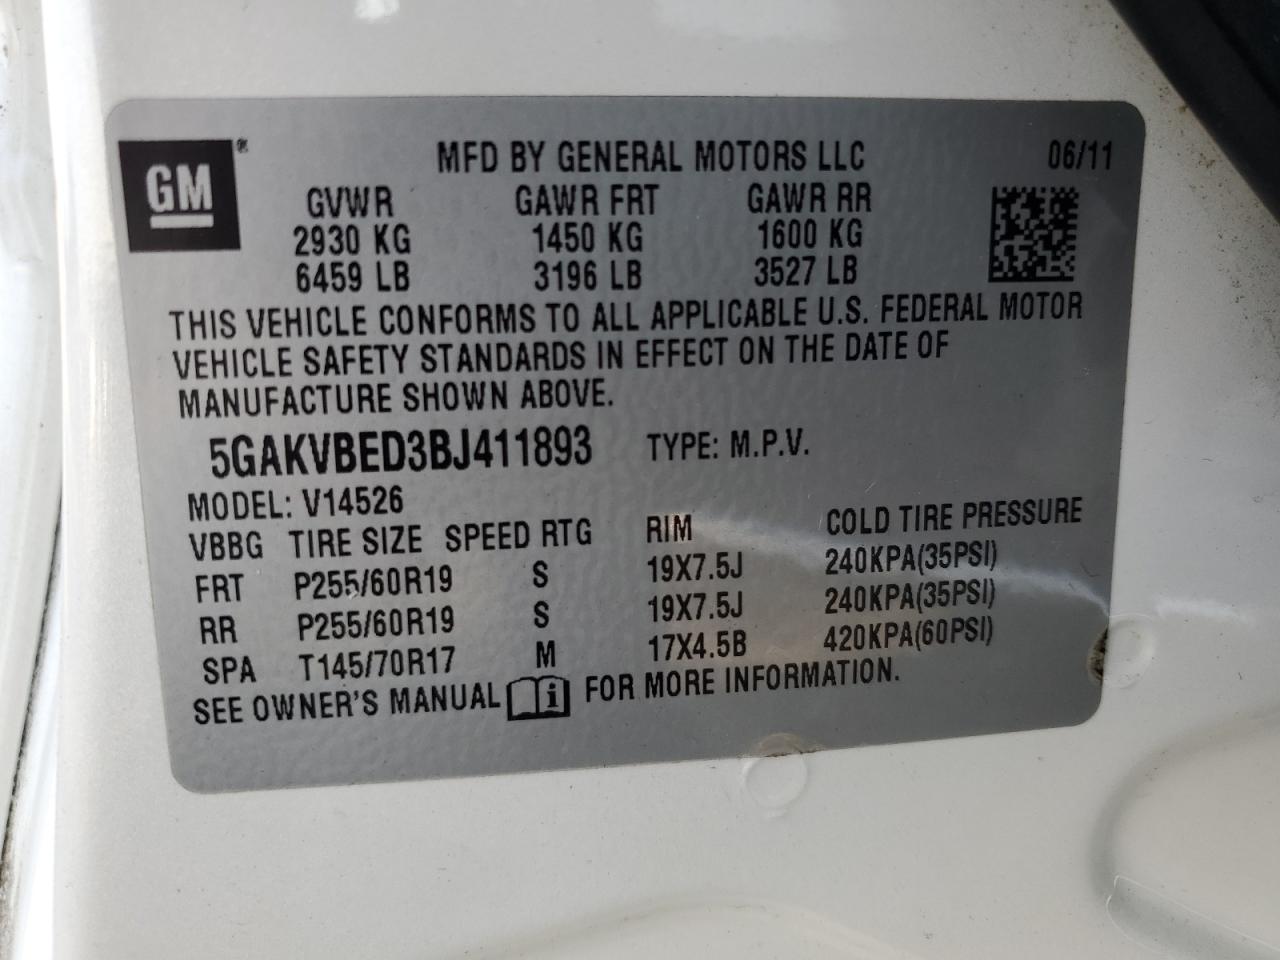 GM®
MFD BY GENERAL MOTORS LLC 06/11
GVWR GAWR FRT GAWR RR
2930 KG 1450 KG 1600 KG
6459 LB 3196 LB 3527 LB
THIS VEHICLE CONFORMS TO ALL APPLICABLE U.S. FEDERAL MOTOR
VEHICLE SAFETY STANDARDS IN EFFECT ON THE DATE OF
MANUFACTURE SHOWN ABOVE.
5GAKVBED3BJ411893 TYPE: M.P.V.
MODEL: V14526
VBBG TIRE SIZE SPEED RTG RIM COLD TIRE PRESSURE
FRT P255/60R19 S 19X7.5J 240KPA(35PSI)
RR P255/60R19 S 19X7.5J 240KPA(35PSI)
SPA T145/70R17 M 17X4.5B 420KPA(60PSI)
SEE OWNER'S MANUAL i FOR MORE INFORMATION.